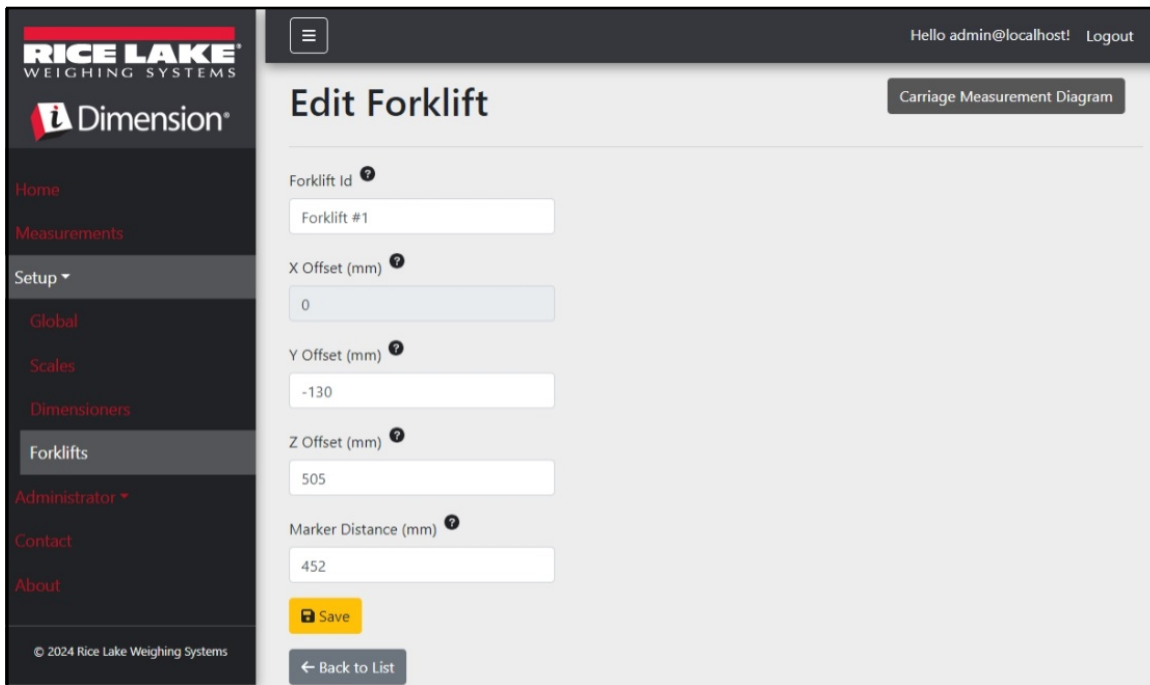 RICE LAKE®
WEIGHING SYSTEMS
iDimension®
Home
Measurements
Setup
Global
Scales
Dimensioners
Forklifts
Administrator
Contact
About
© 2024 Rice Lake Weighing Systems
Hello admin@localhost! Logout
Edit Forklift
Carriage Measurement Diagram
Forklift Id ?
Forklift #1
X Offset (mm) ?
0
Y Offset (mm) ?
-130
Z Offset (mm) ?
505
Marker Distance (mm) ?
452
Save
← Back to List